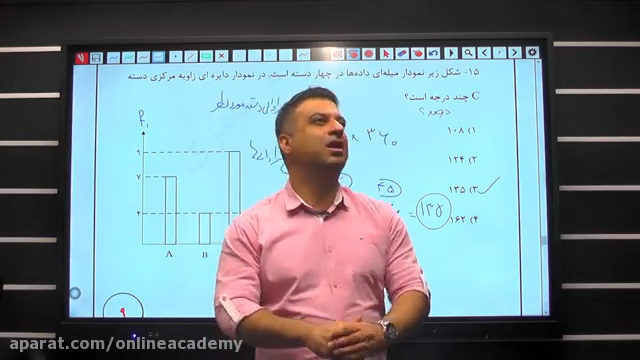 ۱۵- شکل زیر نمودار میله‌ای داده‌ها در چهار دسته است. در نمودار دایره ای زاویه مرکزی دسته
C چند درجه است؟
۱) ۱۰۸
۲) ۱۲۴
۳) ۱۳۵
۴) ۱۶۲
× ۳۶۰
۴۵
= ۱۳۵
۹
۷
۴
A B
۹
aparat.com/onlineacademy